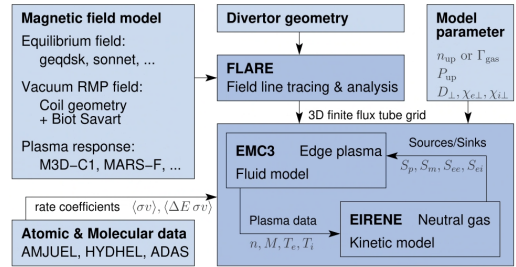 Magnetic field model
Equilibrium field:
geqdsk, sonnet, ...
Vacuum RMP field:
Coil geometry
+ Biot Savart
Plasma response:
M3D-C1, MARS-F, ...
Divertor geometry
FLARE
Field line tracing & analysis
3D finite flux tube grid
Model
parameter
n_up or Γ_gas
P_up
D_⊥, χ_e⊥, χ_i⊥
EMC3 Edge plasma
Fluid model
Sources/Sinks
S_p, S_m, S_ee, S_ei
Plasma data
n, M, T_e, T_i
EIRENE Neutral gas
Kinetic model
rate coefficients ⟨σv⟩, ⟨ΔE σv⟩
Atomic & Molecular data
AMJUEL, HYDHEL, ADAS